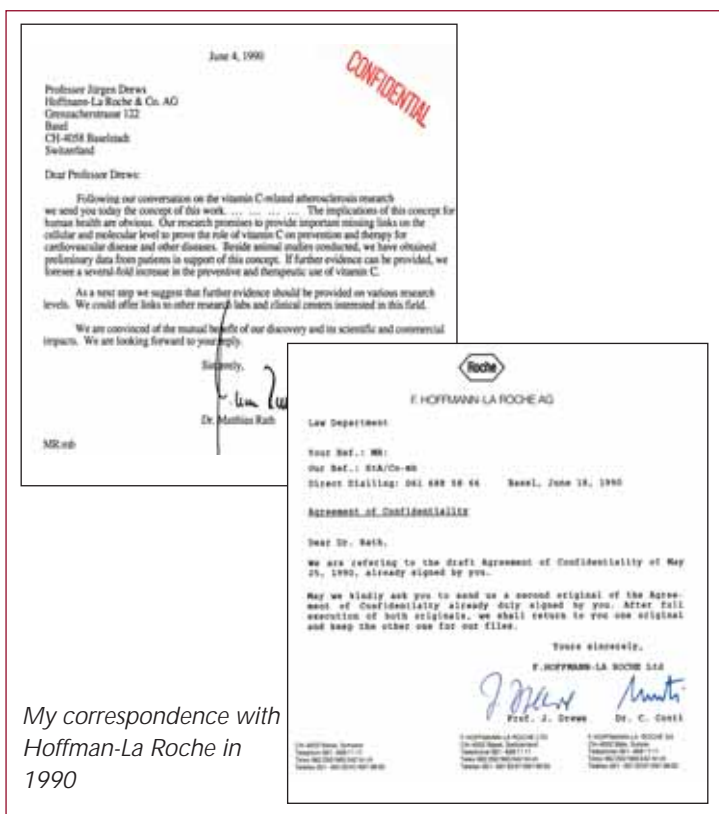 June 4, 1990
CONFIDENTIAL
Professor Jürgen Drews
Hoffmann-La Roche & Co. AG
Grenzacherstrasse 122
Basel
CH-4058 Baselstadt
Switzerland
Dear Professor Drews:
Following our conversation on the vitamin C-related atherosclerosis research
we send you today the concept of this work. ... ... ... ... The implications of this concept for
human health are obvious. Our research promises to provide important missing links on the
cellular and molecular level to prove the role of vitamin C on prevention and therapy for
cardiovascular disease and other diseases. Beside animal studies conducted, we have obtained
preliminary data from patients in support of this concept. If further evidence can be provided, we
foresee a several-fold increase in the preventive and therapeutic use of vitamin C.
As a next step we suggest that further evidence should be provided on various research
levels. We could offer links to other research labs and clinical centers interested in this field.
We are convinced of the mutual benefit of our discovery and its scientific and commercial
impacts. We are looking forward to your reply.
Sincerely,
Dr. Matthias Rath
MR:mb
Roche
F. HOFFMANN-LA ROCHE AG
Law Department
Your Ref.: MR:
Our Ref.:
Direct Dialling: 061 688 58 66 Basel, June 18, 1990
Agreement of Confidentiality
Dear Dr. Rath,
We are refering to the draft Agreement of Confidentiality of May
25, 1990, already signed by you.
May we kindly ask you to send us a second original of the Agree-
ment of Confidentialty already duly signed by you. After full
execution of both originals, we shall return to you one original
and keep the other one for our files.
Yours sincerely,
F.HOFFMANN-LA ROCHE Ltd
Prof. J. Drews Dr. C. Conti
My correspondence with
Hoffman-La Roche in
1990